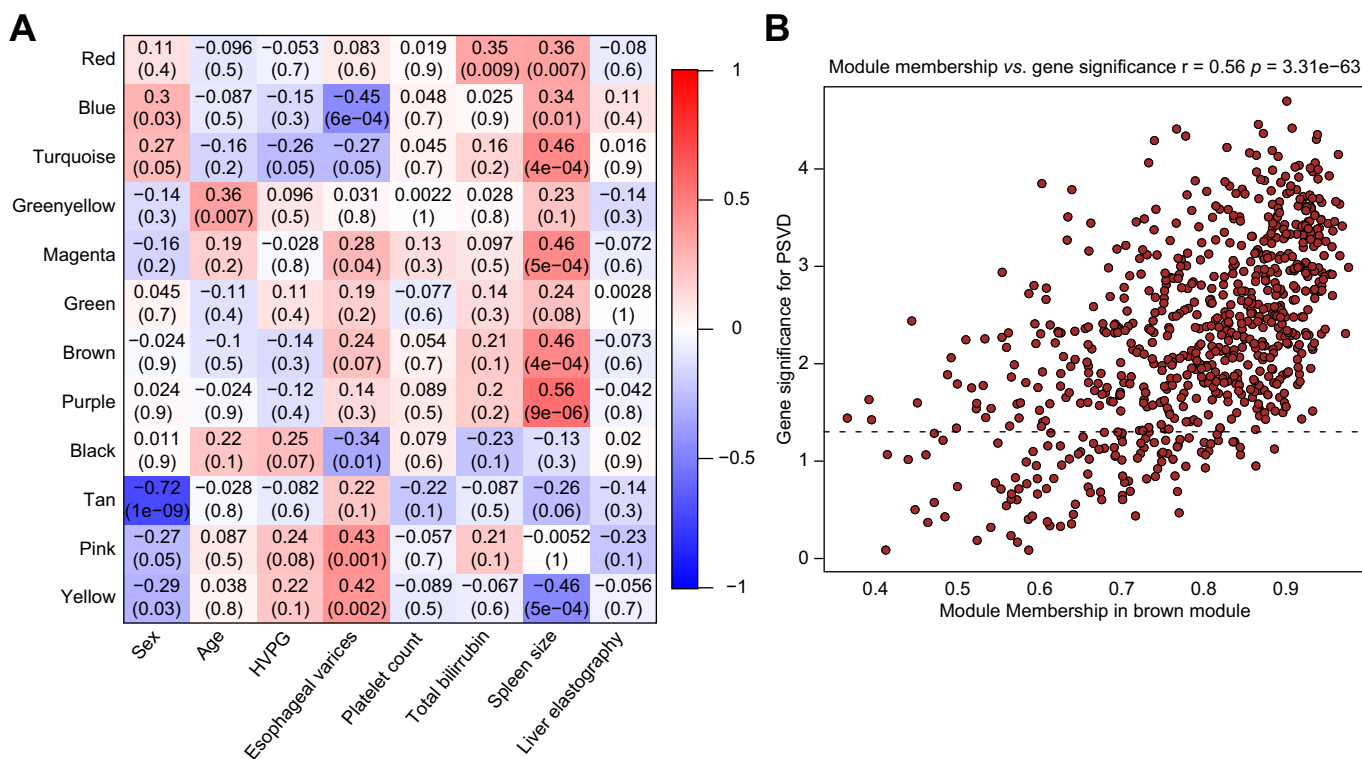 A
Red 0.11 −0.096 −0.053 0.083 0.019 0.35 0.36 −0.08
(0.4) (0.5) (0.7) (0.6) (0.9) (0.009) (0.007) (0.6)
Blue 0.3 −0.087 −0.15 −0.45 0.048 0.025 0.34 0.11
(0.03) (0.5) (0.3) (6e−04) (0.7) (0.9) (0.01) (0.4)
Turquoise 0.27 −0.16 −0.26 −0.27 0.045 0.16 0.46 0.016
(0.05) (0.2) (0.05) (0.05) (0.7) (0.2) (4e−04) (0.9)
Greenyellow −0.14 0.36 0.096 0.031 0.0022 0.028 0.23 −0.14
(0.3) (0.007) (0.5) (0.8) (1) (0.8) (0.1) (0.3)
Magenta −0.16 0.19 −0.028 0.28 0.13 0.097 0.46 −0.072
(0.2) (0.2) (0.8) (0.04) (0.3) (0.5) (5e−04) (0.6)
Green 0.045 −0.11 0.11 0.19 −0.077 0.14 0.24 0.0028
(0.7) (0.4) (0.4) (0.2) (0.6) (0.3) (0.08) (1)
Brown −0.024 −0.1 −0.14 0.24 0.054 0.21 0.46 −0.073
(0.9) (0.5) (0.3) (0.07) (0.7) (0.1) (4e−04) (0.6)
Purple 0.024 −0.024 −0.12 0.14 0.089 0.2 0.56 −0.042
(0.9) (0.9) (0.4) (0.3) (0.5) (0.2) (9e−06) (0.8)
Black 0.011 0.22 0.25 −0.34 0.079 −0.23 −0.13 0.02
(0.9) (0.1) (0.07) (0.01) (0.6) (0.1) (0.3) (0.9)
Tan −0.72 −0.028 −0.082 0.22 −0.22 −0.087 −0.26 −0.14
(1e−09) (0.8) (0.6) (0.1) (0.1) (0.5) (0.06) (0.3)
Pink −0.27 0.087 0.24 0.43 −0.057 0.21 −0.0052 −0.23
(0.05) (0.5) (0.08) (0.001) (0.7) (0.1) (1) (0.1)
Yellow −0.29 0.038 0.22 0.42 −0.089 −0.067 −0.46 −0.056
(0.03) (0.8) (0.1) (0.002) (0.5) (0.6) (5e−04) (0.7)
Sex
Age
HVPG
Esophageal varices
Platelet count
Total bilirrubin
Spleen size
Liver elastography
1
0.5
0
−0.5
−1
B
Module membership vs. gene significance r = 0.56 p = 3.31e−63
Gene significance for PSVD
4
3
2
1
0
0.4 0.5 0.6 0.7 0.8 0.9
Module Membership in brown module